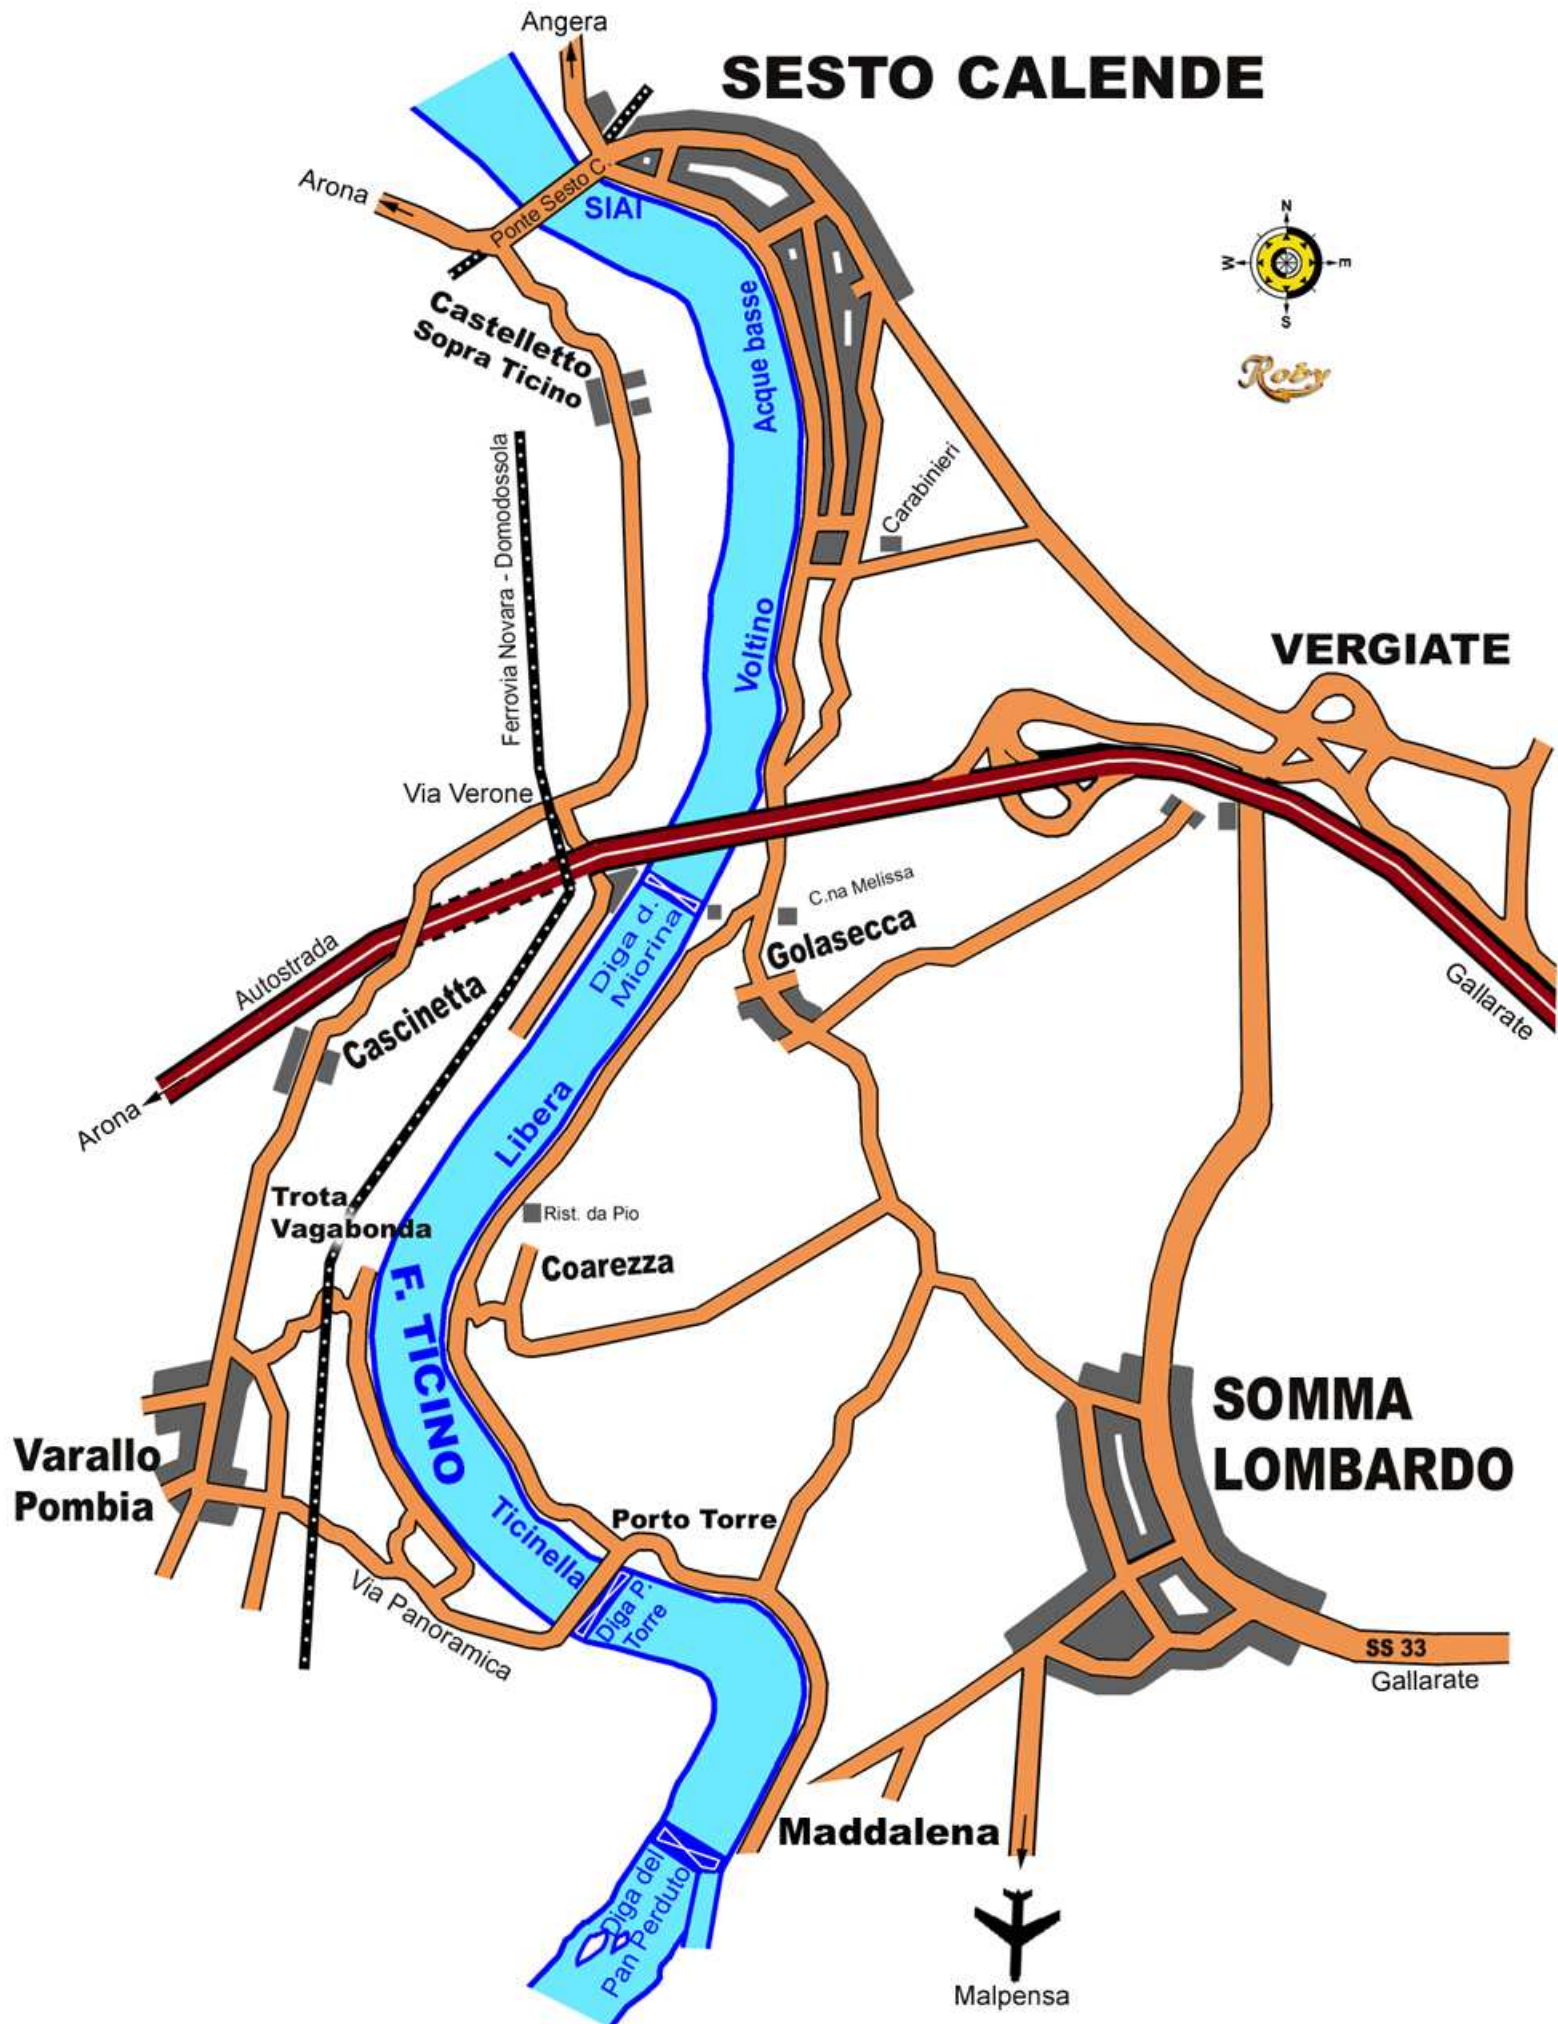 Angera
SESTO CALENDE
Arona
Ponte Sesto C.
SIAI
N
W
E
S
Roby
Castelletto
Sopra Ticino
Acque basse
Ferrovia Novara - Domodossola
Carabinieri
Voltino
VERGIATE
Via Verone
C.na Melissa
Golasecca
Diga d.
Miorina
Autostrada
Cascinetta
Gallarate
Arona
Libera
Trota
Vagabonda
Rist. da Pio
Coarezza
F. TICINO
SOMMA
LOMBARDO
Varallo
Pombia
Ticinella
Porto Torre
Diga P.
Torre
Via Panoramica
SS 33
Gallarate
Maddalena
Diga del
Pan Perduto
Malpensa